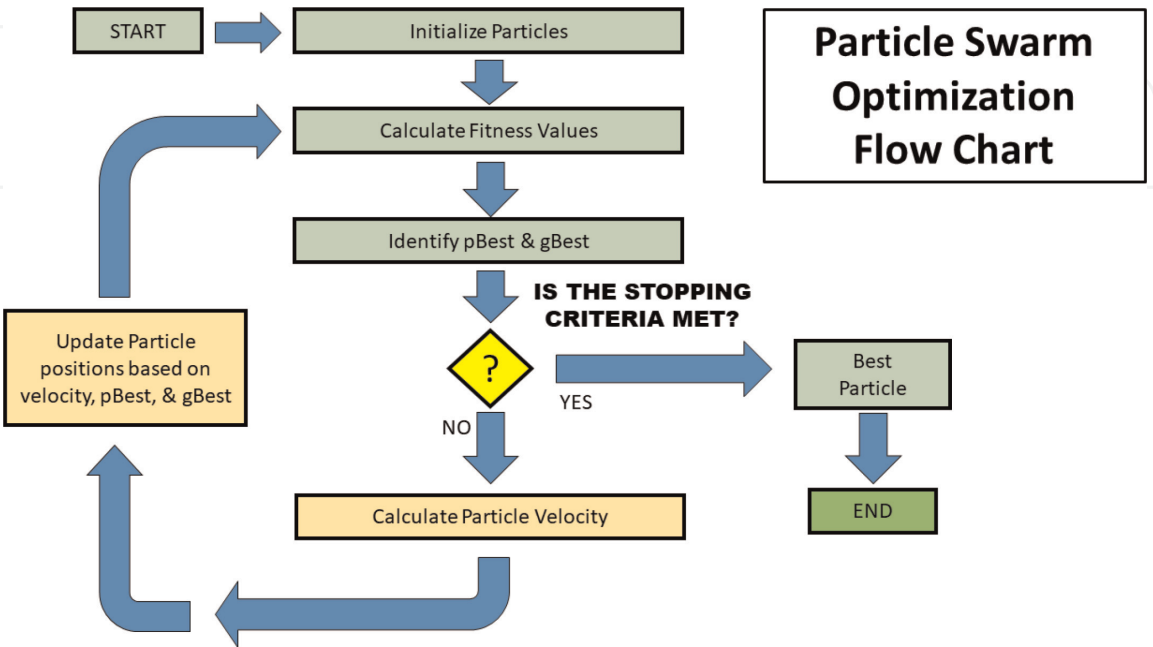 START
Initialize Particles
Particle Swarm
Optimization
Flow Chart
Calculate Fitness Values
Identify pBest & gBest
IS THE STOPPING
CRITERIA MET?
?
YES
NO
Best
Particle
END
Calculate Particle Velocity
Update Particle
positions based on
velocity, pBest, & gBest